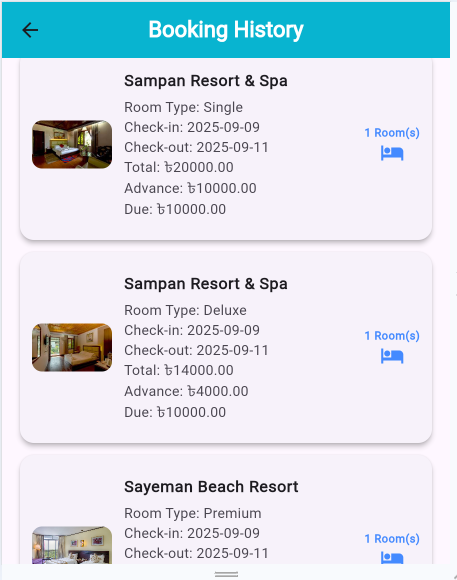 Booking History
Sampan Resort & Spa
Room Type: Single
Check-in: 2025-09-09
Check-out: 2025-09-11
Total: ৳20000.00
Advance: ৳10000.00
Due: ৳10000.00
1 Room(s)
Sampan Resort & Spa
Room Type: Deluxe
Check-in: 2025-09-09
Check-out: 2025-09-11
Total: ৳14000.00
Advance: ৳4000.00
Due: ৳10000.00
1 Room(s)
Sayeman Beach Resort
Room Type: Premium
Check-in: 2025-09-09
Check-out: 2025-09-11
1 Room(s)